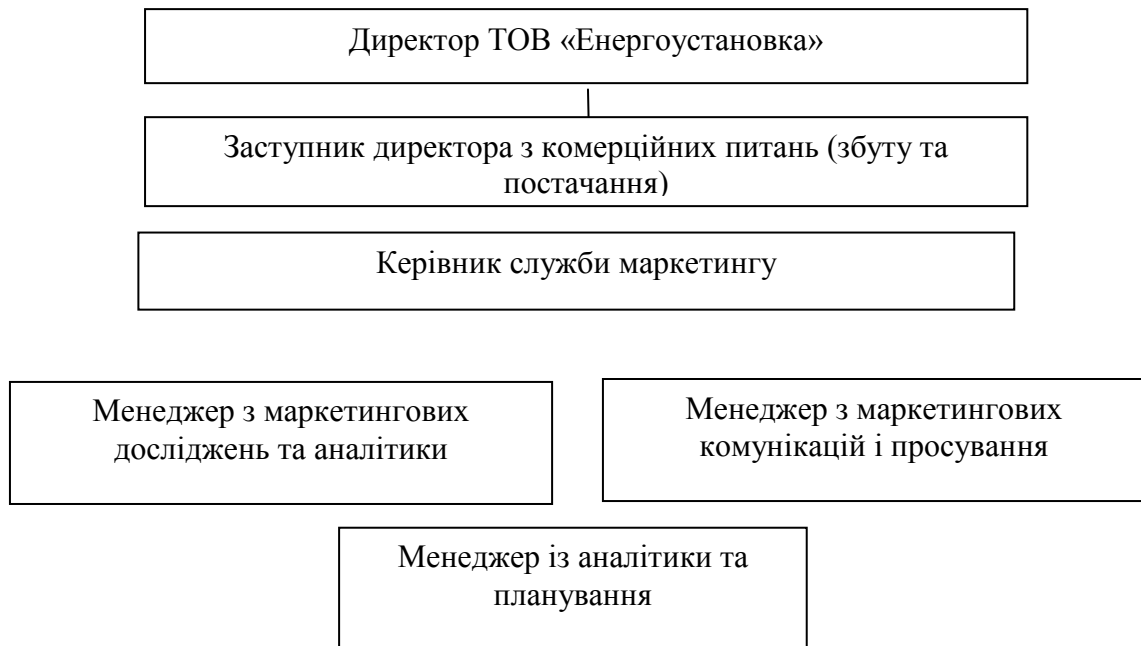 Директор ТОВ «Енергоустановка»
Заступник директора з комерційних питань (збуту та
постачання)
Керівник служби маркетингу
Менеджер з маркетингових
досліджень та аналітики
Менеджер з маркетингових
комунікацій і просування
Менеджер із аналітики та
планування